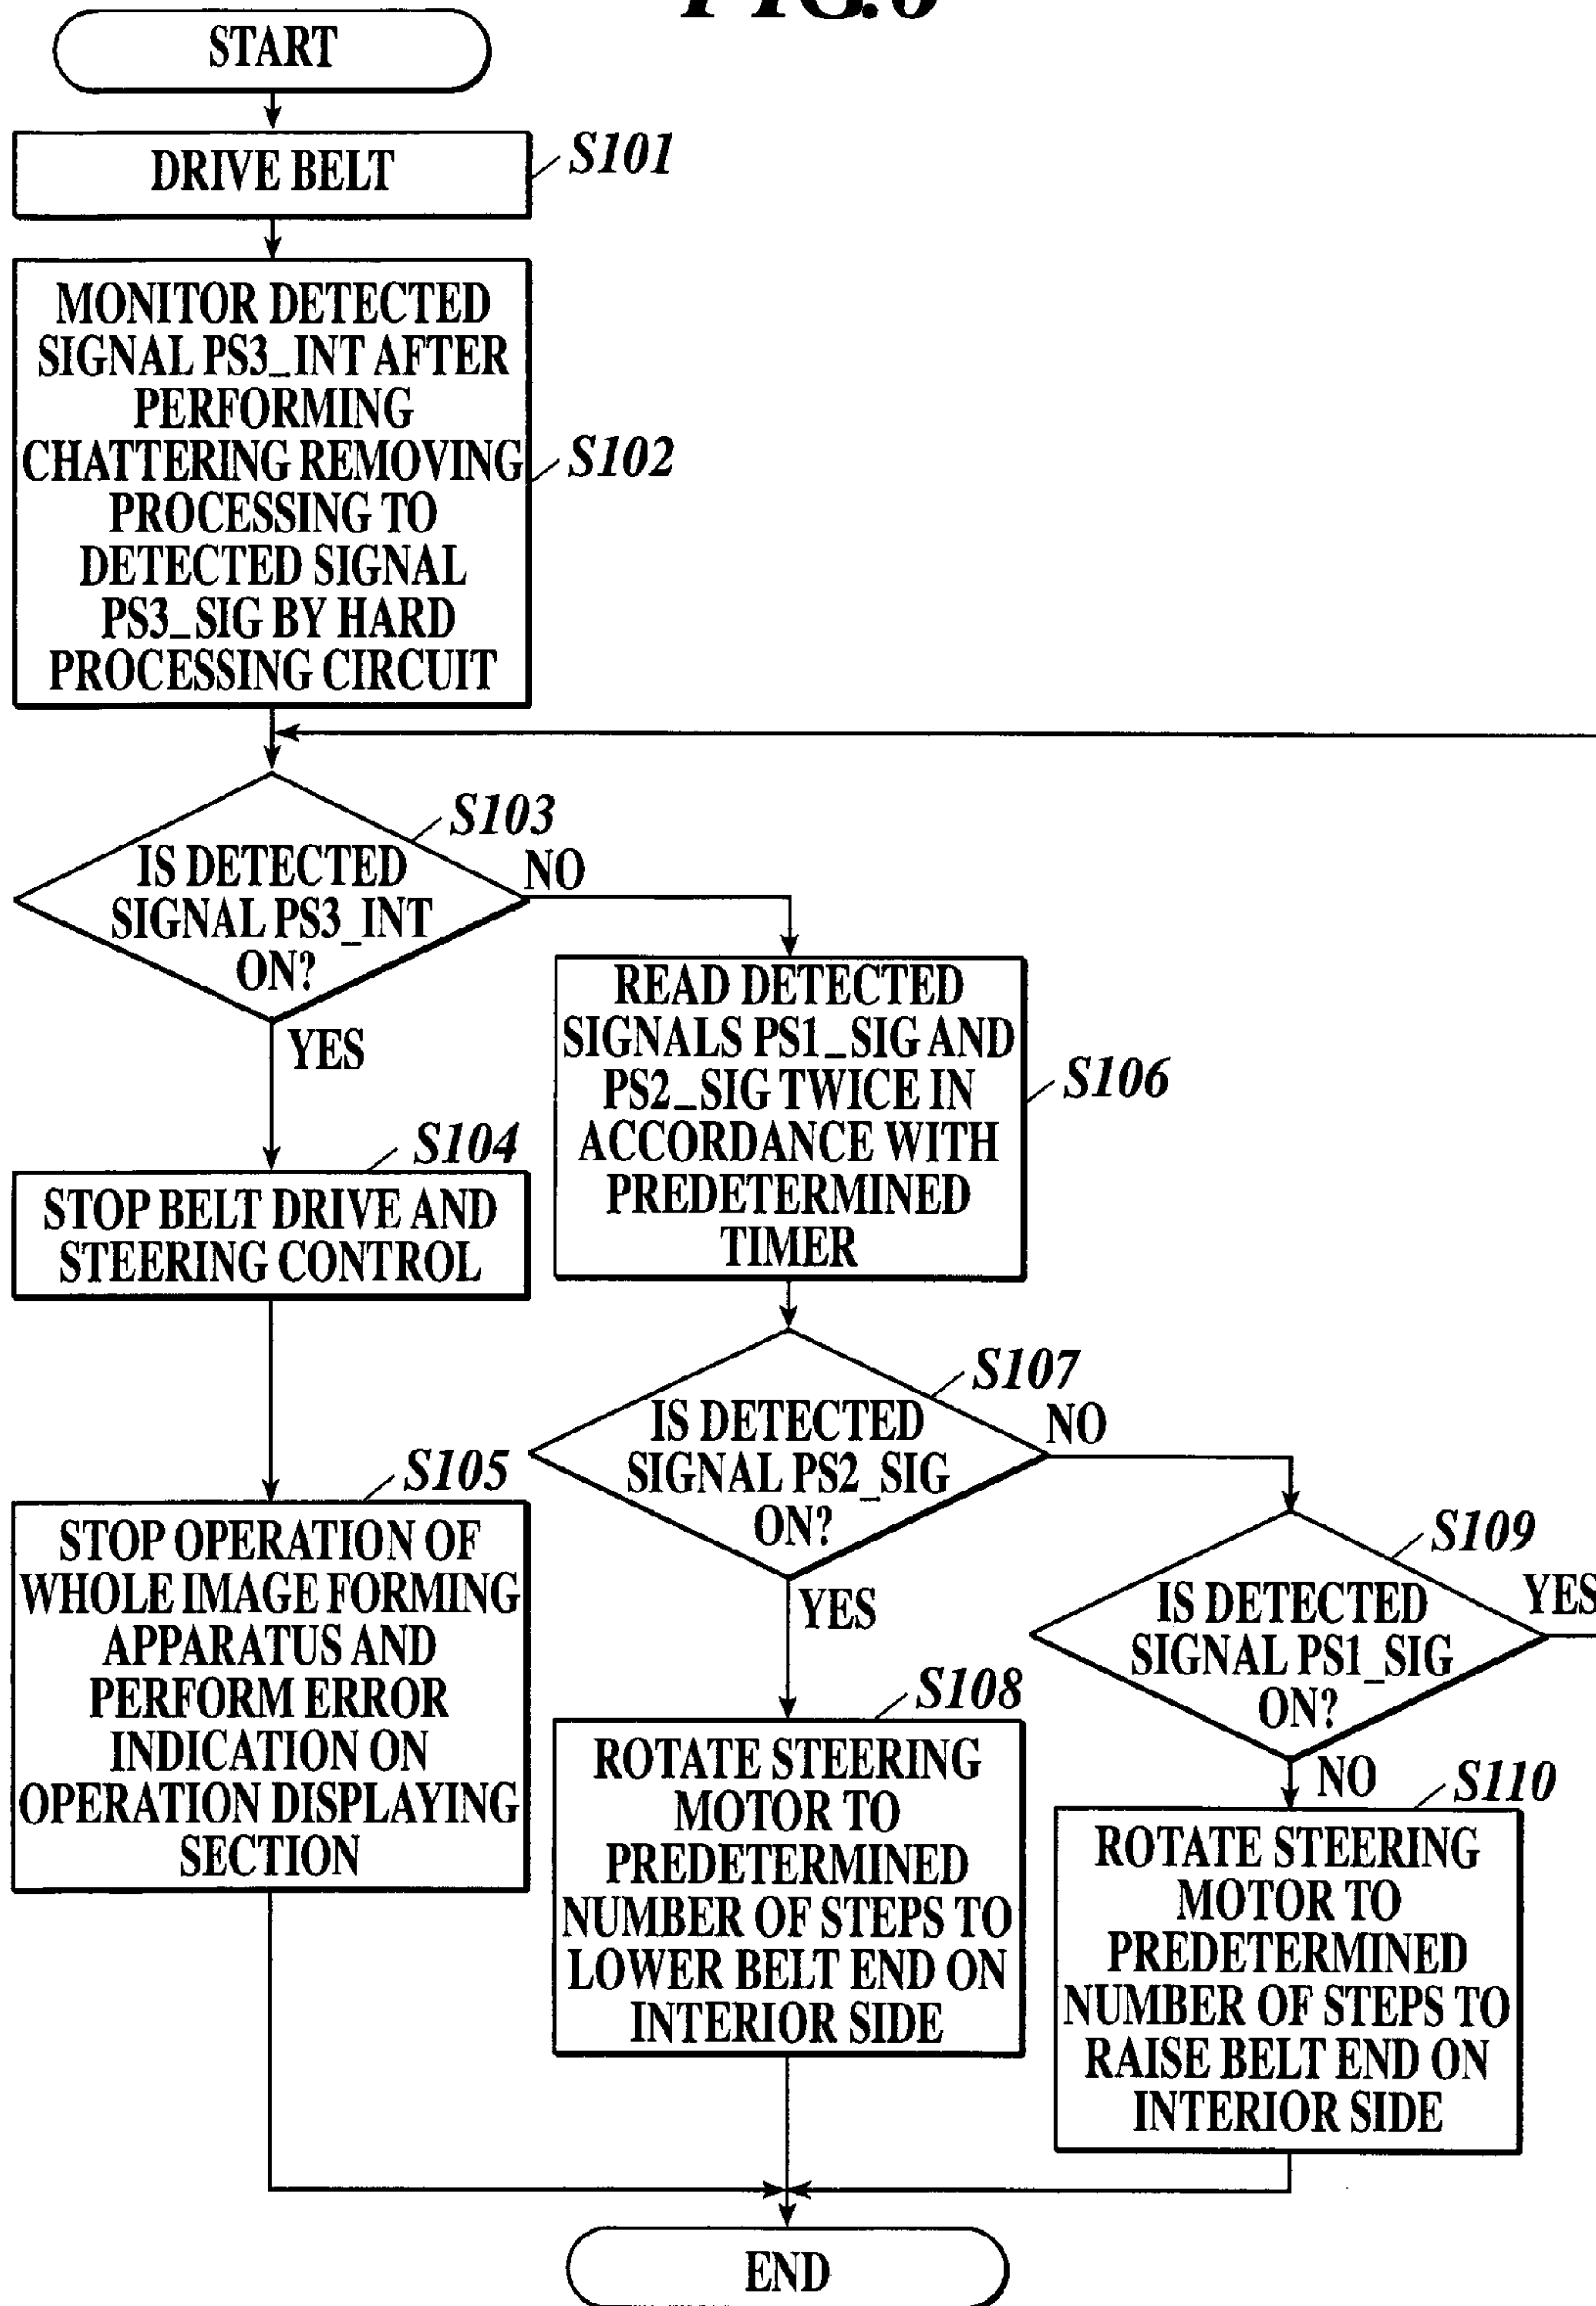 START
DRIVE BELT
S101
MONITOR DETECTED
SIGNAL PS3_INT AFTER
PERFORMING
CHATTERING REMOVING
PROCESSING TO
DETECTED SIGNAL
PS3_SIG BY HARD
PROCESSING CIRCUIT
S102
S103
IS DETECTED
SIGNAL PS3_INT
ON?
NO
YES
S104
STOP BELT DRIVE AND
STEERING CONTROL
S105
STOP OPERATION OF
WHOLE IMAGE FORMING
APPARATUS AND
PERFORM ERROR
INDICATION ON
OPERATION DISPLAYING
SECTION
READ DETECTED
SIGNALS PS1_SIG AND
PS2_SIG TWICE IN
ACCORDANCE WITH
PREDETERMINED
TIMER
S106
S107
IS DETECTED
SIGNAL PS2_SIG
ON?
NO
YES
S108
ROTATE STEERING
MOTOR TO
PREDETERMINED
NUMBER OF STEPS TO
LOWER BELT END ON
INTERIOR SIDE
S109
IS DETECTED
SIGNAL PS1_SIG
ON?
YES
NO
S110
ROTATE STEERING
MOTOR TO
PREDETERMINED
NUMBER OF STEPS TO
RAISE BELT END ON
INTERIOR SIDE
END